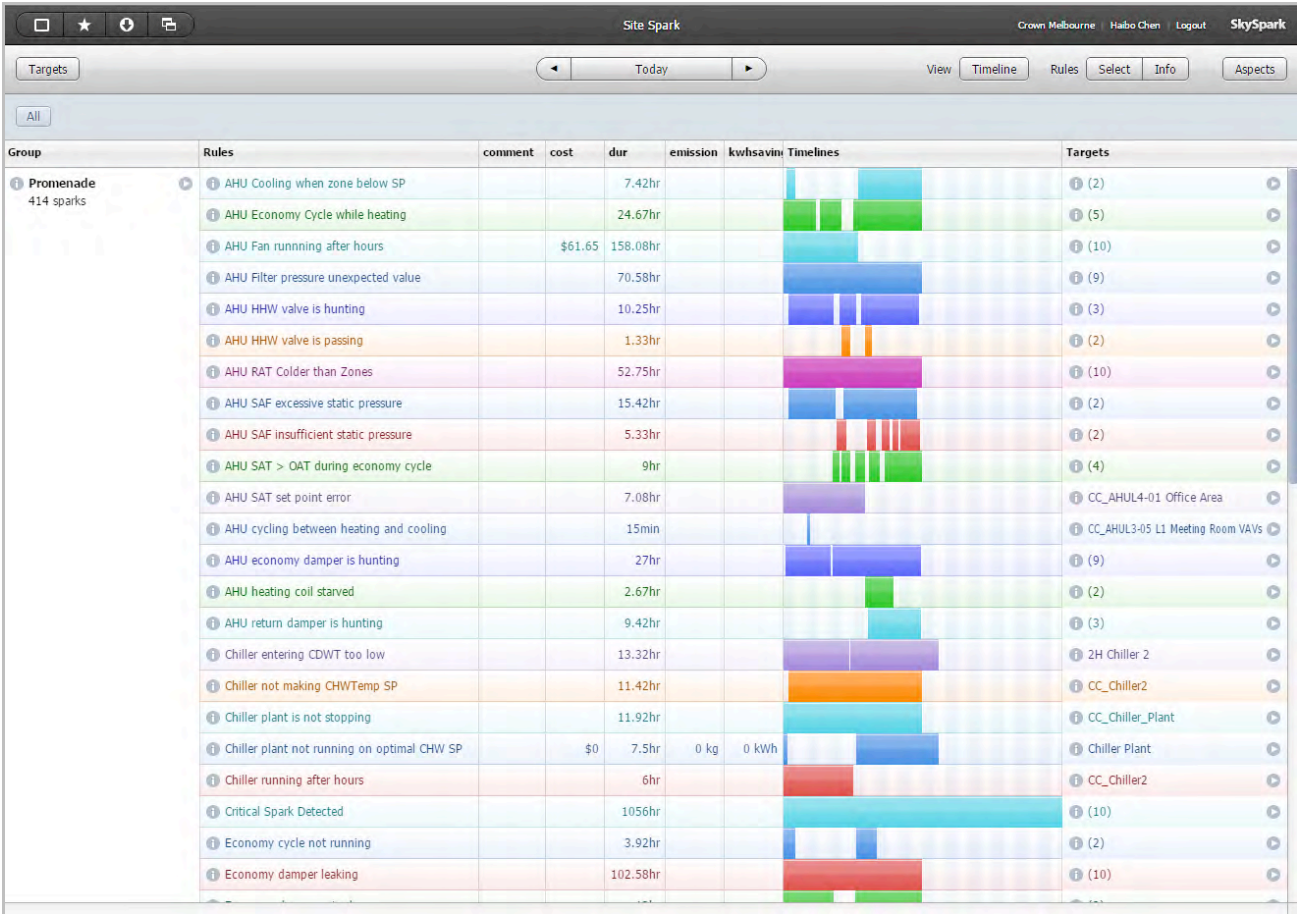 Site Spark
Crown Melbourne Haibo Chen Logout SkySpark
Targets Today View Timeline Rules Select Info Aspects
All
Group Rules comment cost dur emission kwhsaving Timelines Targets
Promenade
414 sparks
AHU Cooling when zone below SP 7.42hr (2)
AHU Economy Cycle while heating 24.67hr (5)
AHU Fan runnning after hours $61.65 158.08hr (10)
AHU Filter pressure unexpected value 70.58hr (9)
AHU HHW valve is hunting 10.25hr (3)
AHU HHW valve is passing 1.33hr (2)
AHU RAT Colder than Zones 52.75hr (10)
AHU SAF excessive static pressure 15.42hr (2)
AHU SAF insufficient static pressure 5.33hr (2)
AHU SAT > OAT during economy cycle 9hr (4)
AHU SAT set point error 7.08hr CC_AHUL4-01 Office Area
AHU cycling between heating and cooling 15min CC_AHUL3-05 L1 Meeting Room VAVs
AHU economy damper is hunting 27hr (9)
AHU heating coil starved 2.67hr (2)
AHU return damper is hunting 9.42hr (3)
Chiller entering CDWT too low 13.32hr 2H Chiller 2
Chiller not making CHWTemp SP 11.42hr CC_Chiller2
Chiller plant is not stopping 11.92hr CC_Chiller_Plant
Chiller plant not running on optimal CHW SP $0 7.5hr 0 kg 0 kWh Chiller Plant
Chiller running after hours 6hr CC_Chiller2
Critical Spark Detected 1056hr (10)
Economy cycle not running 3.92hr (2)
Economy damper leaking 102.58hr (10)